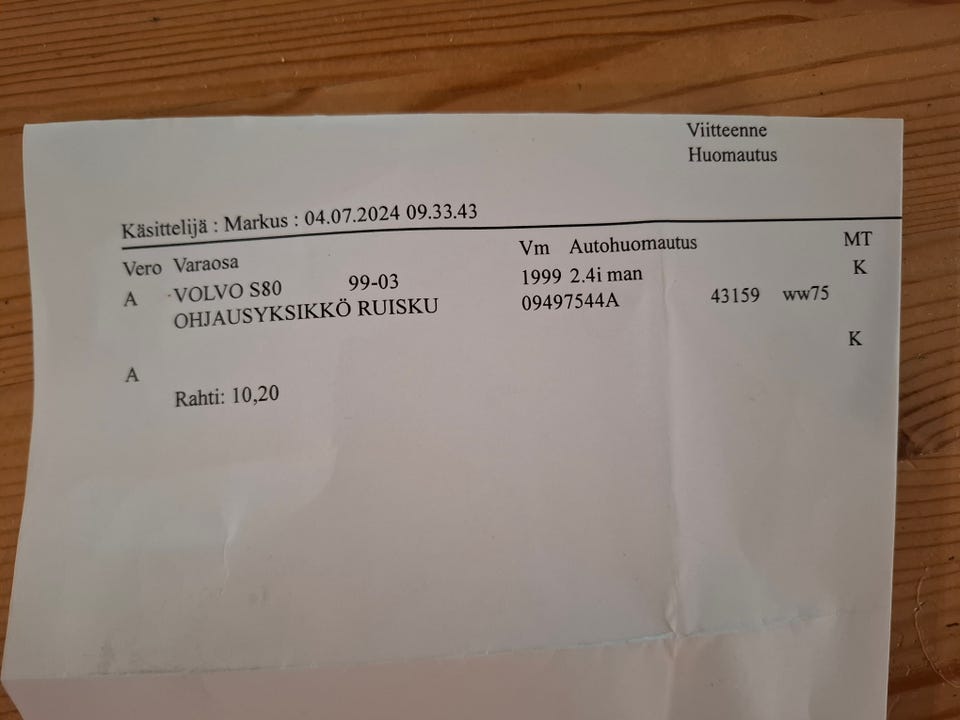 Viitteenne
Huomautus
Käsittelijä : Markus : 04.07.2024 09.33.43
Vero Varaosa Vm Autohuomautus MT
A VOLVO S80 99-03 1999 2.4i man K
OHJAUSYKSIKKÖ RUISKU 09497544A 43159 ww75
K
A
Rahti: 10,20